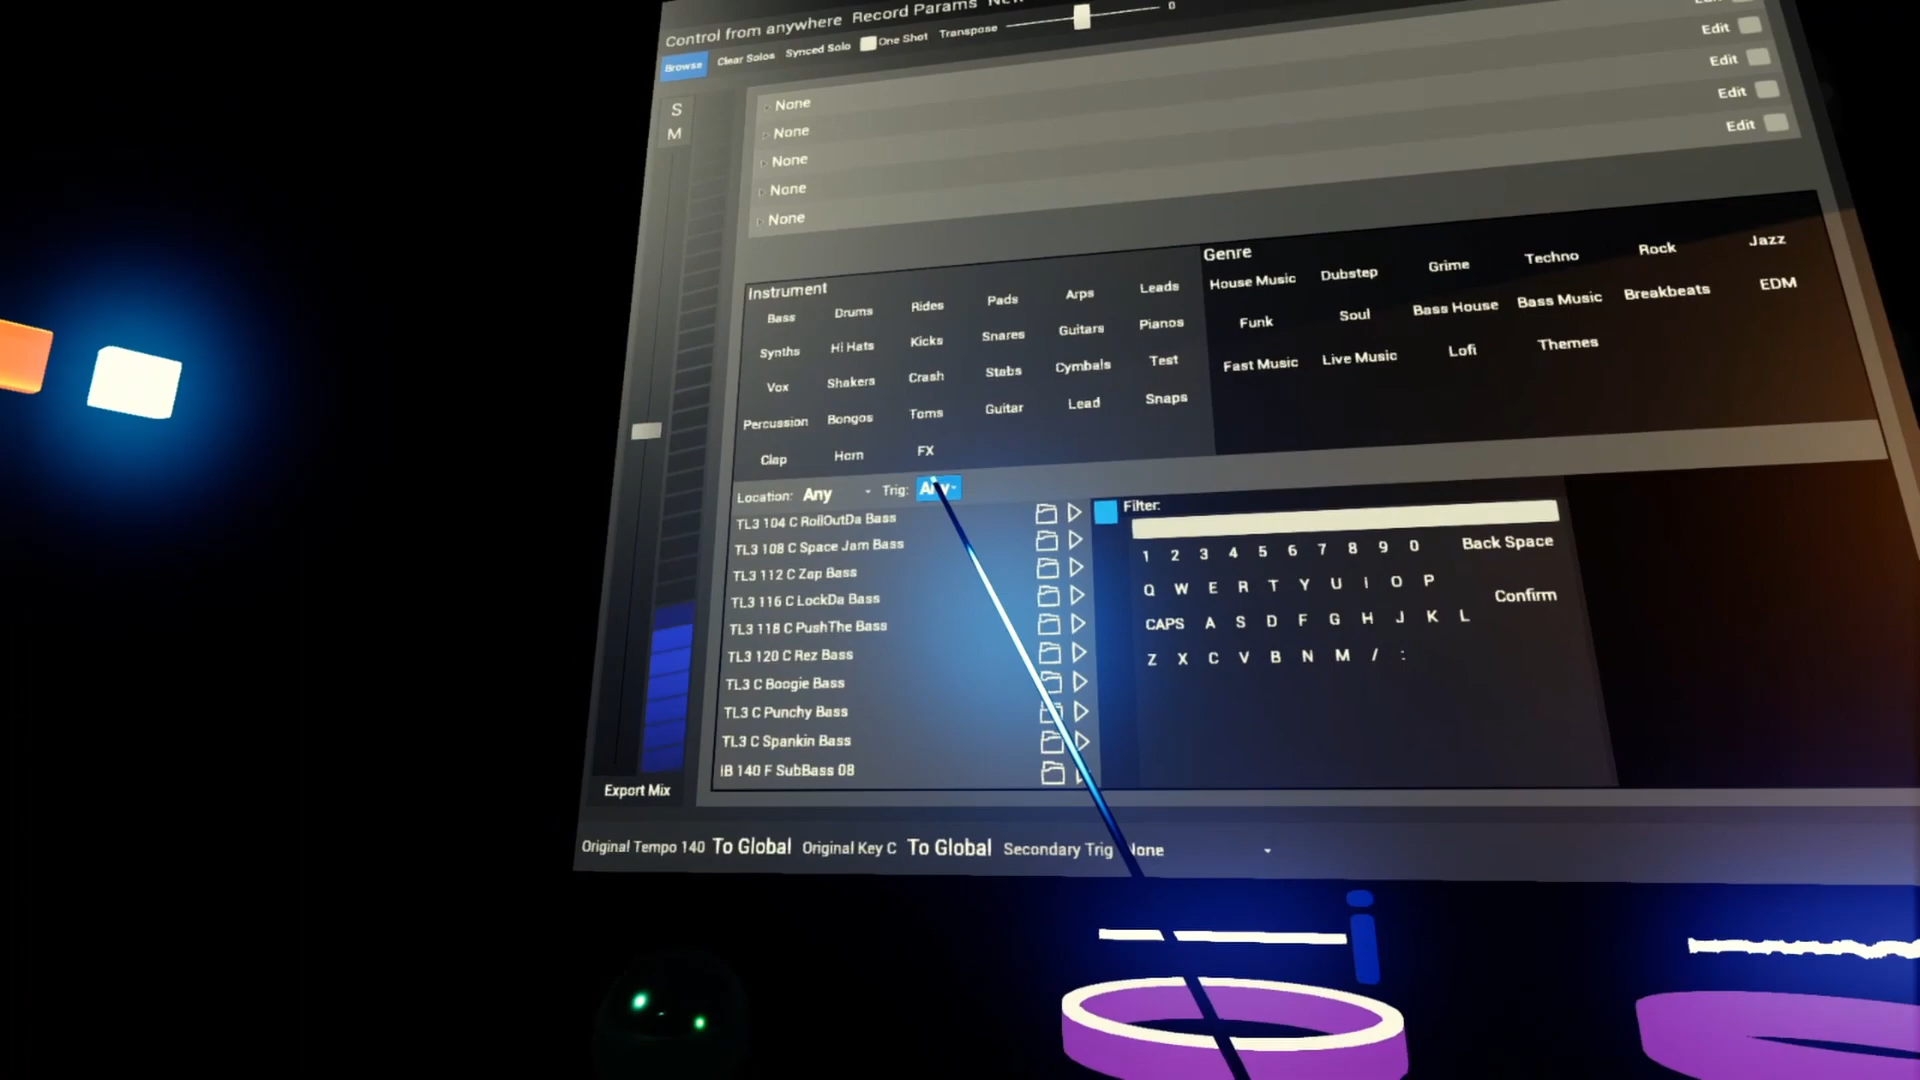 Control from anywhere Record Params
Browse Clear Solos Synced Solo One Shot Transpose 0
S
M
None
None
None
None
None
Edit
Edit
Edit
Edit
Instrument
Bass Drums Rides Pads Arps Leads
Synths Hi Hats Kicks Snares Guitars Pianos
Vox Shakers Crash Stabs Cymbals Test
Percussion Bongos Toms Guitar Lead Snaps
Clap Horn FX
Genre
House Music Dubstep Grime Techno Rock Jazz
Funk Soul Bass House Bass Music Breakbeats EDM
Fast Music Live Music Lofi Themes
Location: Any Trig: Any
TL3 104 C RollOutDa Bass
TL3 108 C Space Jam Bass
TL3 112 C Zap Bass
TL3 116 C LockDa Bass
TL3 118 C PushThe Bass
TL3 120 C Rez Bass
TL3 C Boogie Bass
TL3 C Punchy Bass
TL3 C Spankin Bass
IB 140 F SubBass 08
Filter:
1 2 3 4 5 6 7 8 9 0 Back Space
Q W E R T Y U i O P
Confirm
CAPS A S D F G H J K L
Z X C V B N M / :
Export Mix
Original Tempo 140 To Global Original Key C To Global Secondary Trig None